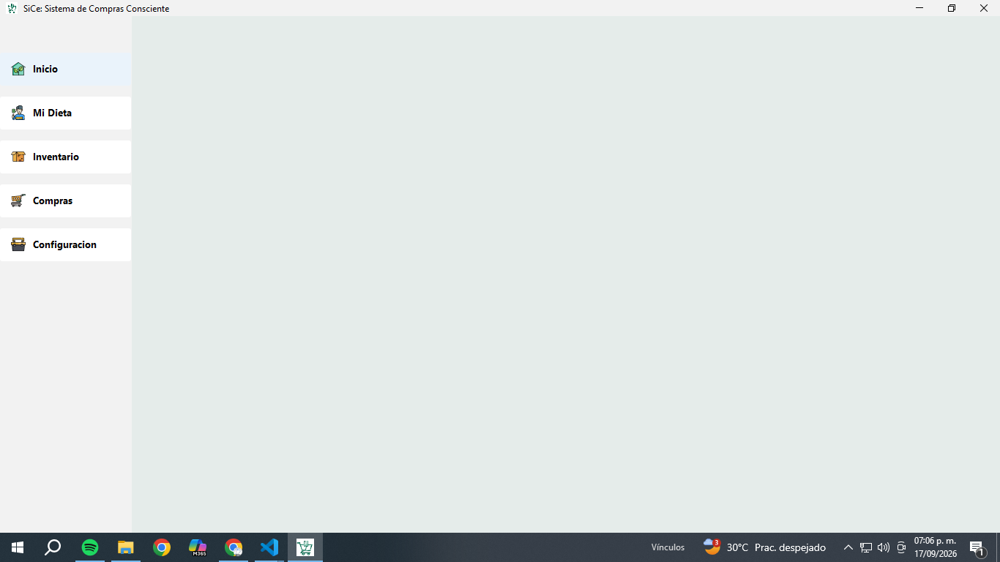 SiCe: Sistema de Compras Consciente
Inicio
Mi Dieta
Inventario
Compras
Configuracion
M365
Vínculos
3
30°C Prac. despejado
07:06 p. m.
17/09/2026
1